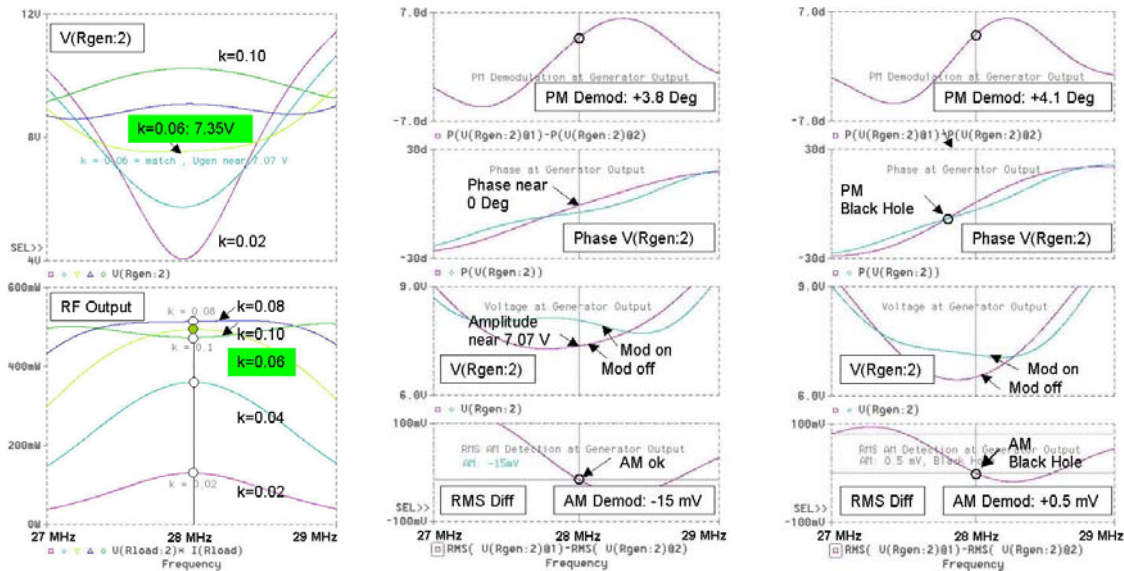 12V
V(Rgen:2)
k=0.10
k=0.06: 7.35V
8V
k = 0.06 = match , Ugen near 7.07 V
SEL>>
k=0.02
4V
V(Rgen:2)
600mW
RF Output
k = 0.08
k=0.08
k=0.10
k = 0.1
400mW
k=0.06
k=0.04
200mW
k = 0.02
k=0.02
0W
27 MHz
28 MHz
29 MHz
V(Rload:2)* I(Rload)
Frequency
7.0d
PM Demodulation at Generator Output
PM Demod: +3.8 Deg
-7.0d
P(V(Rgen:2)@1)-P(V(Rgen:2)@2)
30d
Phase at Generator Output
Phase near
0 Deg
Phase V(Rgen:2)
-30d
P(V(Rgen:2))
9.0V
Voltage at Generator Output
Amplitude
near 7.07 V
Mod on
Mod off
V(Rgen:2)
6.0V
V(Rgen:2)
100mV
RMS AM Detection at Generator Output
AM: -15mV
AM ok
RMS Diff
AM Demod: -15 mV
SEL>>
-100mV
27 MHz
28 MHz
29 MHz
RMS( V(Rgen:2)@1)-RMS( V(Rgen:2)@2)
Frequency
7.0d
PM Demodulation at Generator Output
PM Demod: +4.1 Deg
-7.0d
P(V(Rgen:2)@1)-P(V(Rgen:2)@2)
30d
Phase at Generator Output
PM
Black Hole
Phase V(Rgen:2)
-30d
P(V(Rgen:2))
9.0V
Voltage at Generator Output
Mod on
Mod off
V(Rgen:2)
6.0V
V(Rgen:2)
100mV
RMS AM Detection at Generator Output
AM: 0.5 mV, Black Hole
AM
Black Hole
RMS Diff
AM Demod: +0.5 mV
SEL>>
-100mV
27 MHz
28 MHz
29 MHz
RMS( V(Rgen:2)@1)-RMS( V(Rgen:2)@2)
Frequency